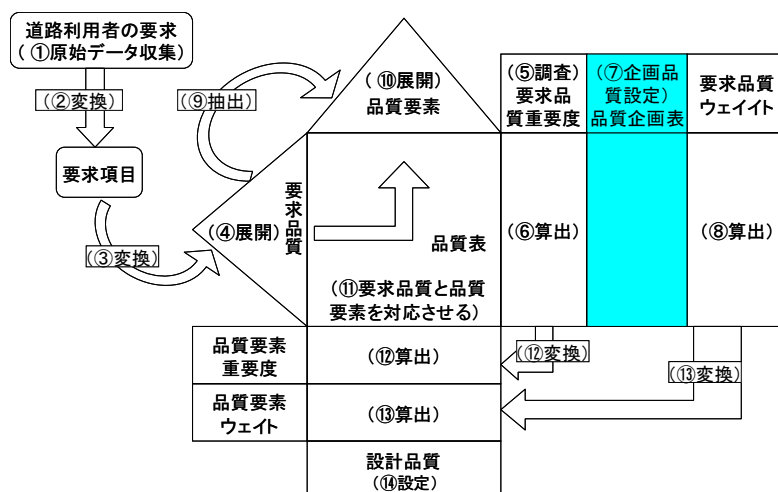 道路利用者の要求
(①原始データ収集)
(②変換)
要求項目
(③変換)
(④展開)
要求品質
(⑨抽出)
(⑩展開)
品質要素
(⑤調査)
要求品
質重要度
(⑦企画品
質設定)
品質企画表
要求品質
ウェイイト
品質表
(⑪要求品質と品質
要素を対応させる)
(⑥算出)
(⑧算出)
品質要素
重要度
(⑫算出)
(⑫変換)
(⑬変換)
品質要素
ウェイト
(⑬算出)
設計品質
(⑭設定)